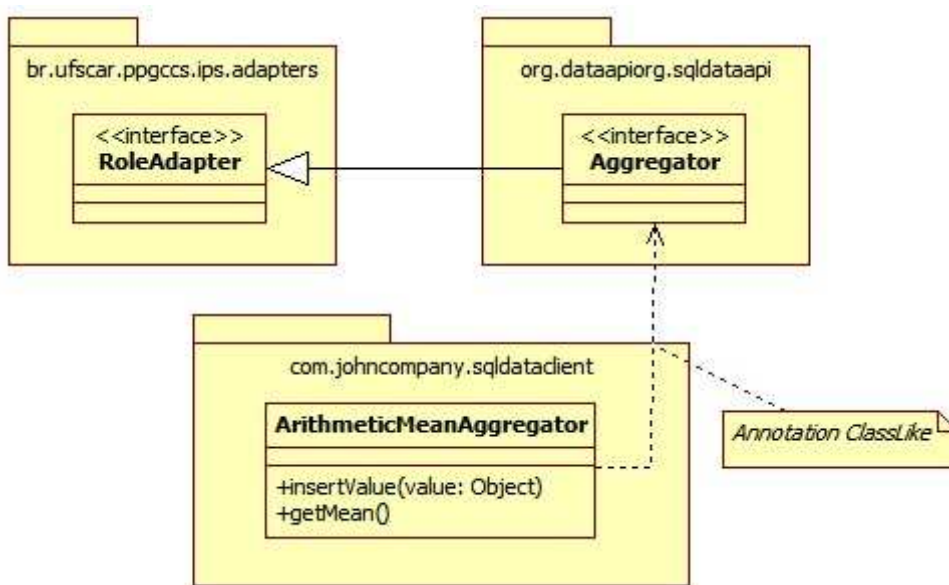 br.ufscar.ppgccs.ips.adapters
<<interface>>
RoleAdapter
org.dataapiorg.sqldataapi
<<interface>>
Aggregator
com.johncompany.sqldataclient
ArithmeticMeanAggregator
+insertValue(value: Object)
+getMean()
Annotation ClassLike